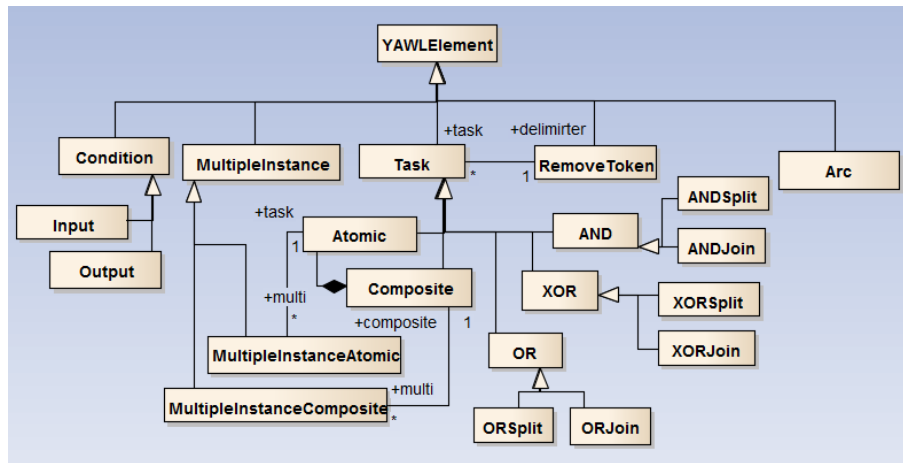 YAWLElement
+task
+delimirter
Condition
MultipleInstance
Task
*
1
RemoveToken
Arc
ANDSplit
Input
+task
1
Atomic
AND
ANDJoin
Output
Composite
XOR
XORSplit
+multi
*
+composite
1
MultipleInstanceAtomic
OR
XORJoin
+multi
*
MultipleInstanceComposite
ORSplit
ORJoin